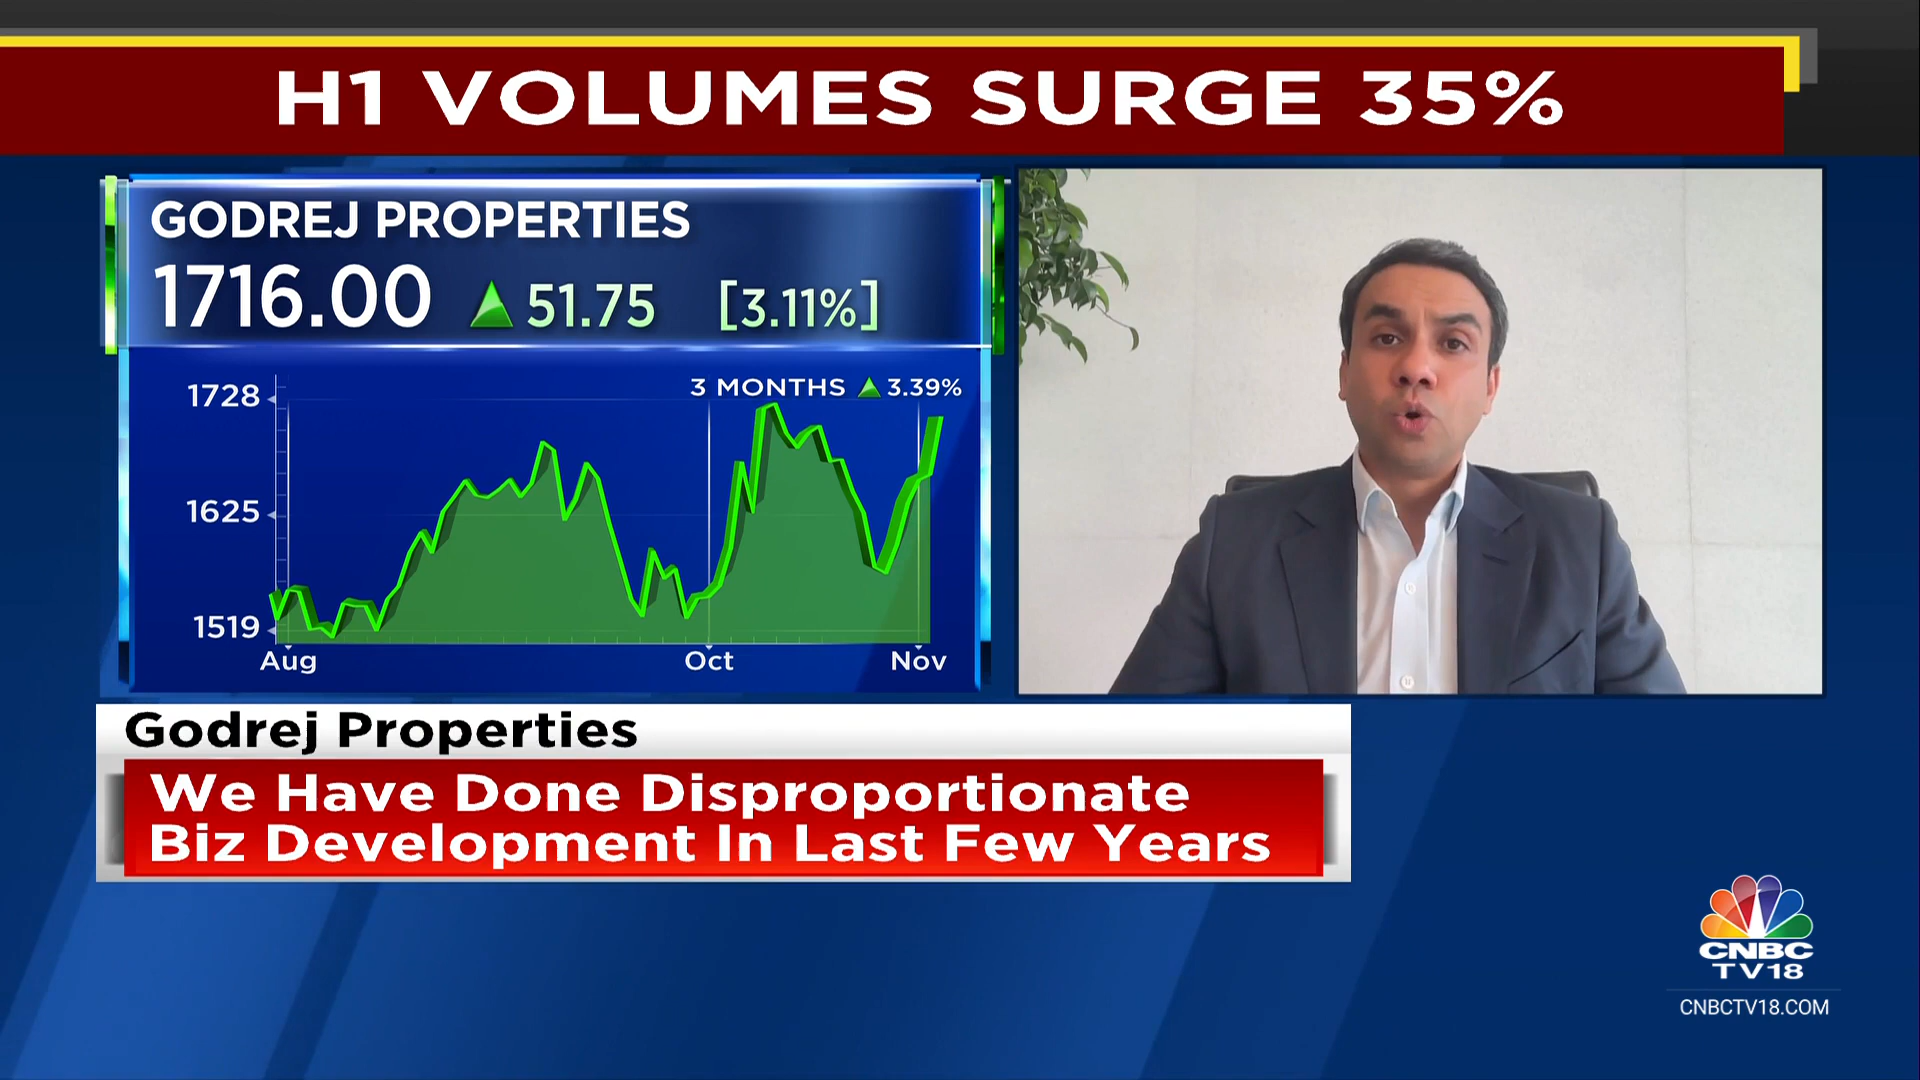 H1 VOLUMES SURGE 35%
GODREJ PROPERTIES
1716.00 ▲ 51.75 [3.11%]
3 MONTHS ▲ 3.39%
1728
1625
1519
Aug Oct Nov
Godrej Properties
We Have Done Disproportionate
Biz Development In Last Few Years
CNBC
TV18
CNBCTV18.COM